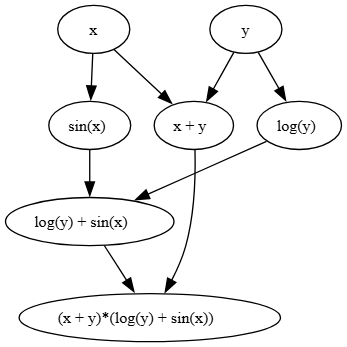 x
y
sin(x)
x + y
log(y)
log(y) + sin(x)
(x + y)*(log(y) + sin(x))